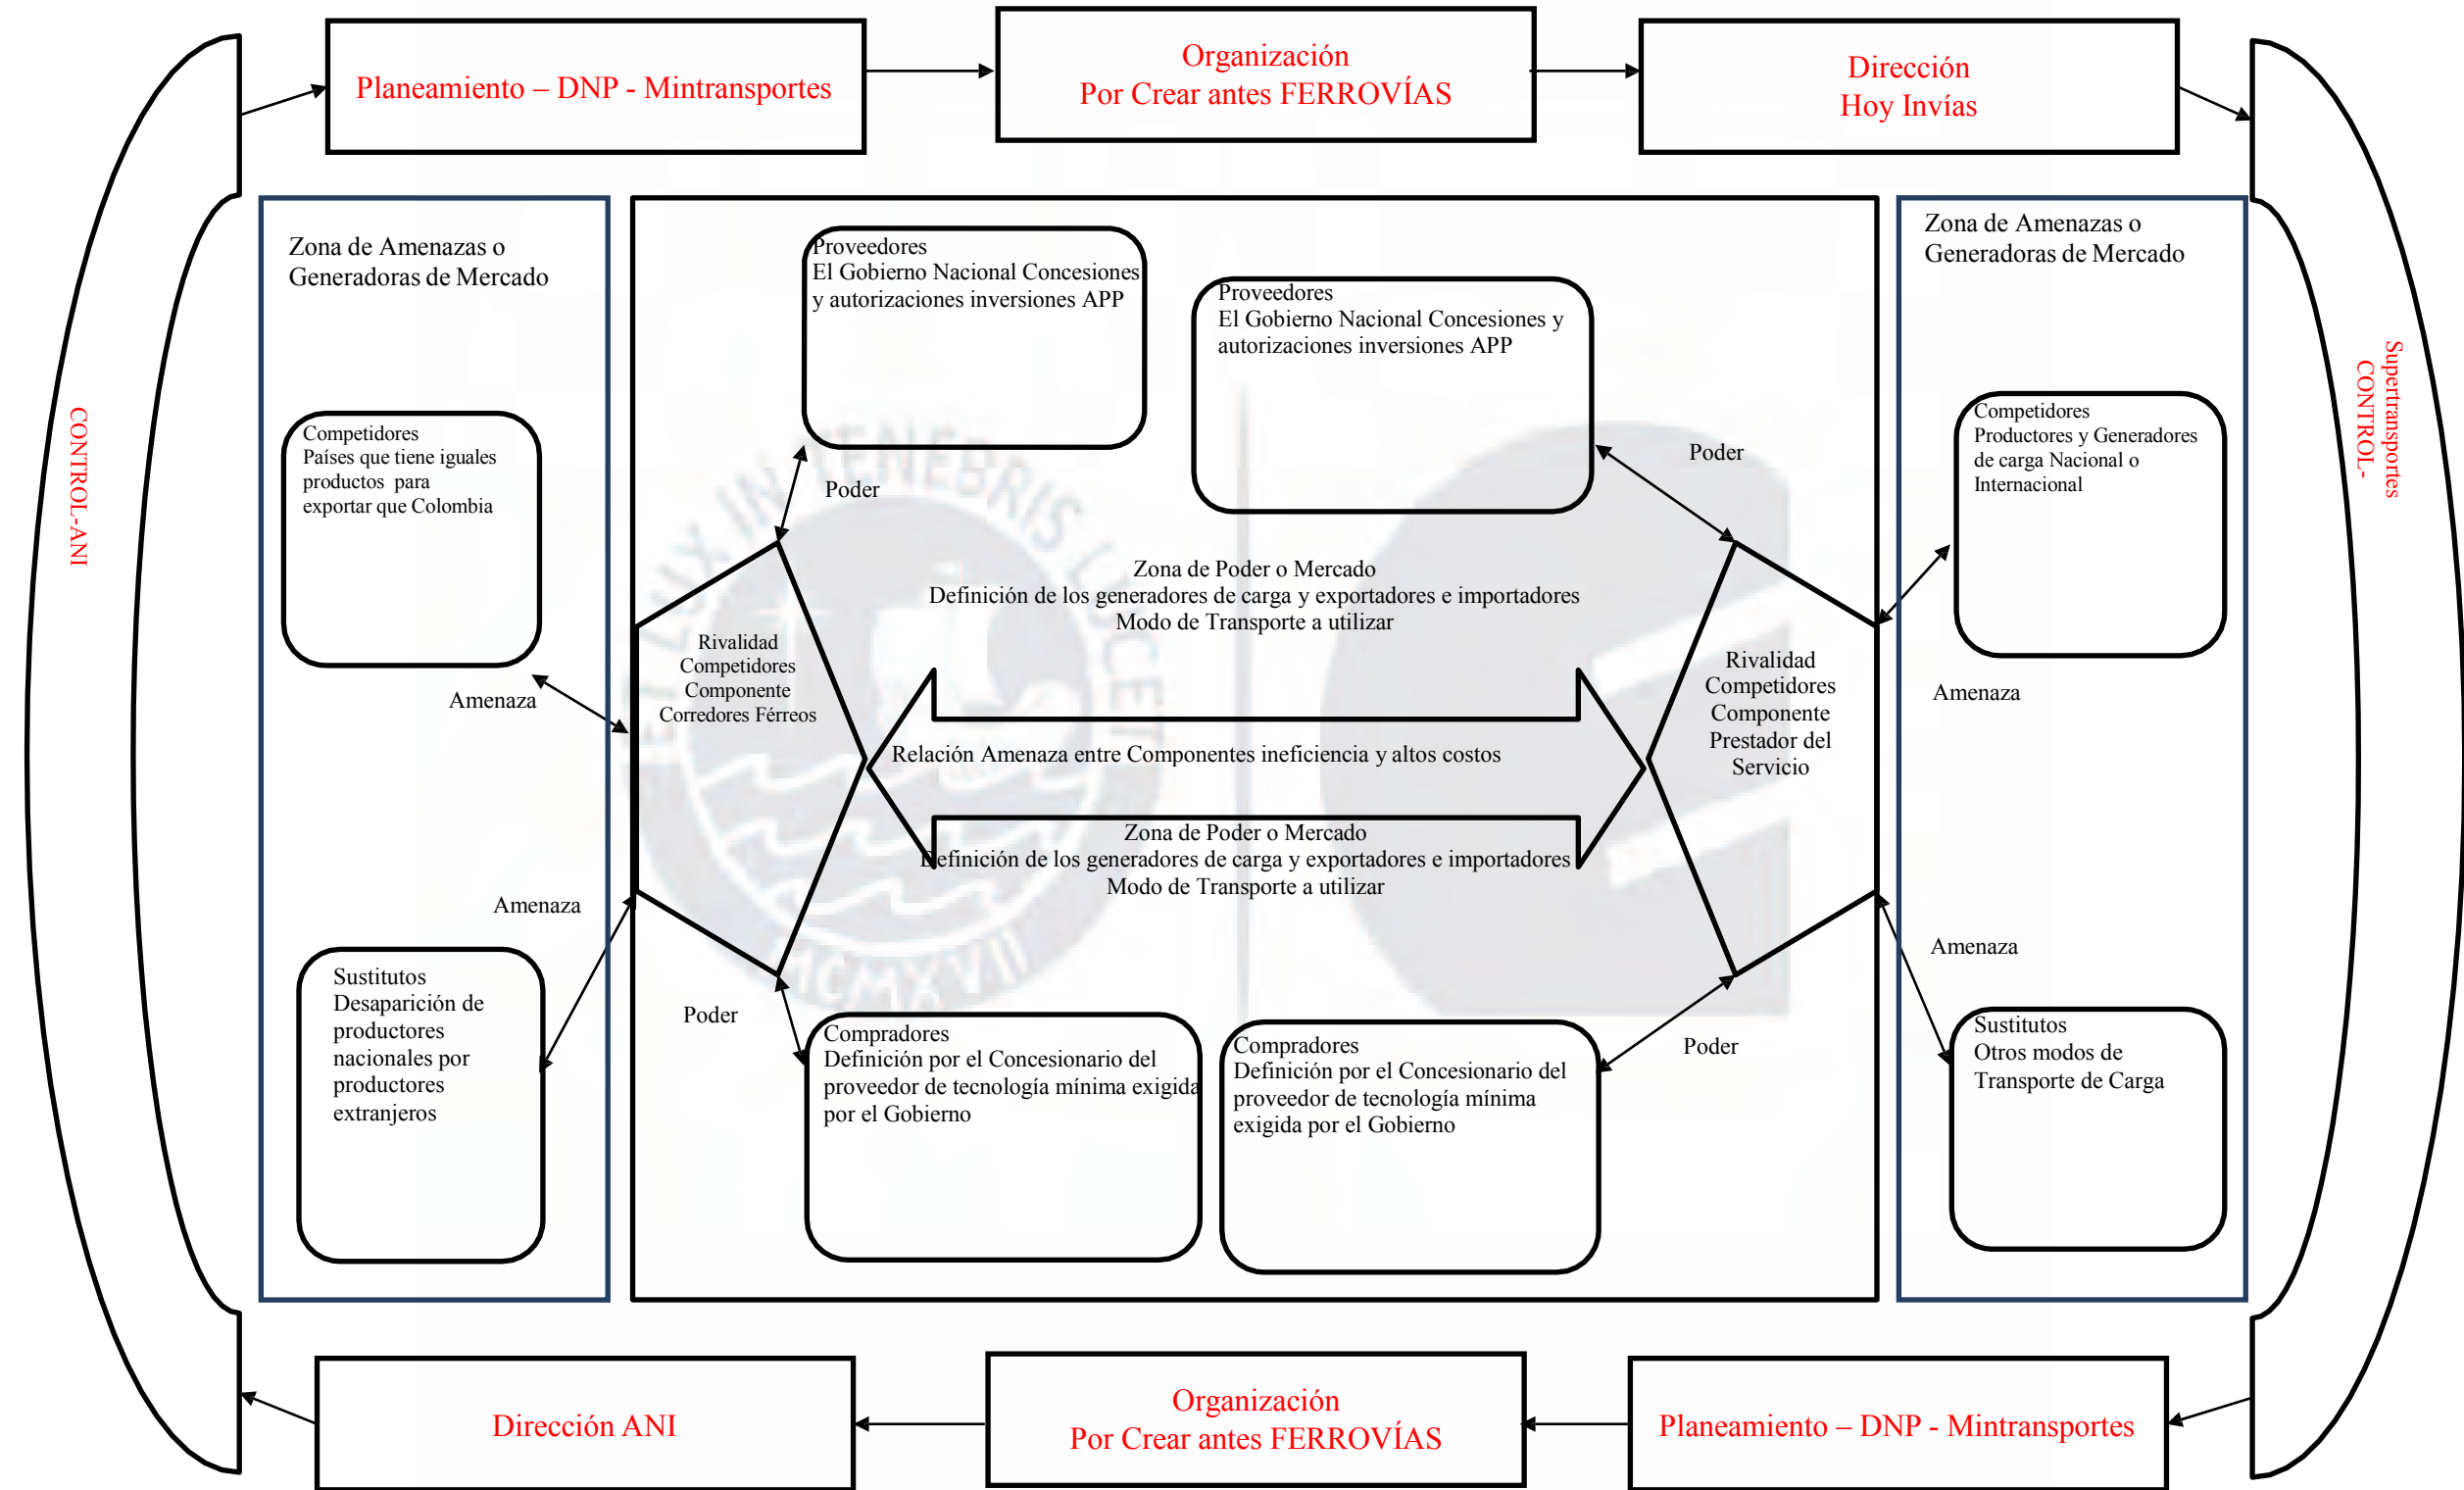 Planeamiento – DNP - Mintransportes
Organización
Por Crear antes FERROVÍAS
Dirección
Hoy Invías
CONTROL-ANI
Zona de Amenazas o
Generadoras de Mercado
Competidores
Países que tiene iguales
productos para
exportar que Colombia
Amenaza
Amenaza
Sustitutos
Desaparición de
productores
nacionales por
productores
extranjeros
Proveedores
El Gobierno Nacional Concesiones
y autorizaciones inversiones APP
Proveedores
El Gobierno Nacional Concesiones y
autorizaciones inversiones APP
Poder
Poder
Zona de Poder o Mercado
Definición de los generadores de carga y exportadores e importadores
Modo de Transporte a utilizar
Rivalidad
Competidores
Componente
Corredores Férreos
Relación Amenaza entre Componentes ineficiencia y altos costos
Rivalidad
Competidores
Componente
Prestador del
Servicio
Zona de Poder o Mercado
Definición de los generadores de carga y exportadores e importadores
Modo de Transporte a utilizar
Poder
Poder
Compradores
Definición por el Concesionario del
proveedor de tecnología mínima exigida
por el Gobierno
Compradores
Definición por el Concesionario del
proveedor de tecnología mínima
exigida por el Gobierno
Zona de Amenazas o
Generadoras de Mercado
Competidores
Productores y Generadores
de carga Nacional o
Internacional
Amenaza
Amenaza
Sustitutos
Otros modos de
Transporte de Carga
Supertransportes
CONTROL-
Dirección ANI
Organización
Por Crear antes FERROVÍAS
Planeamiento – DNP - Mintransportes
ET LUX IN TENEBRIS LUCET
MCMXVII